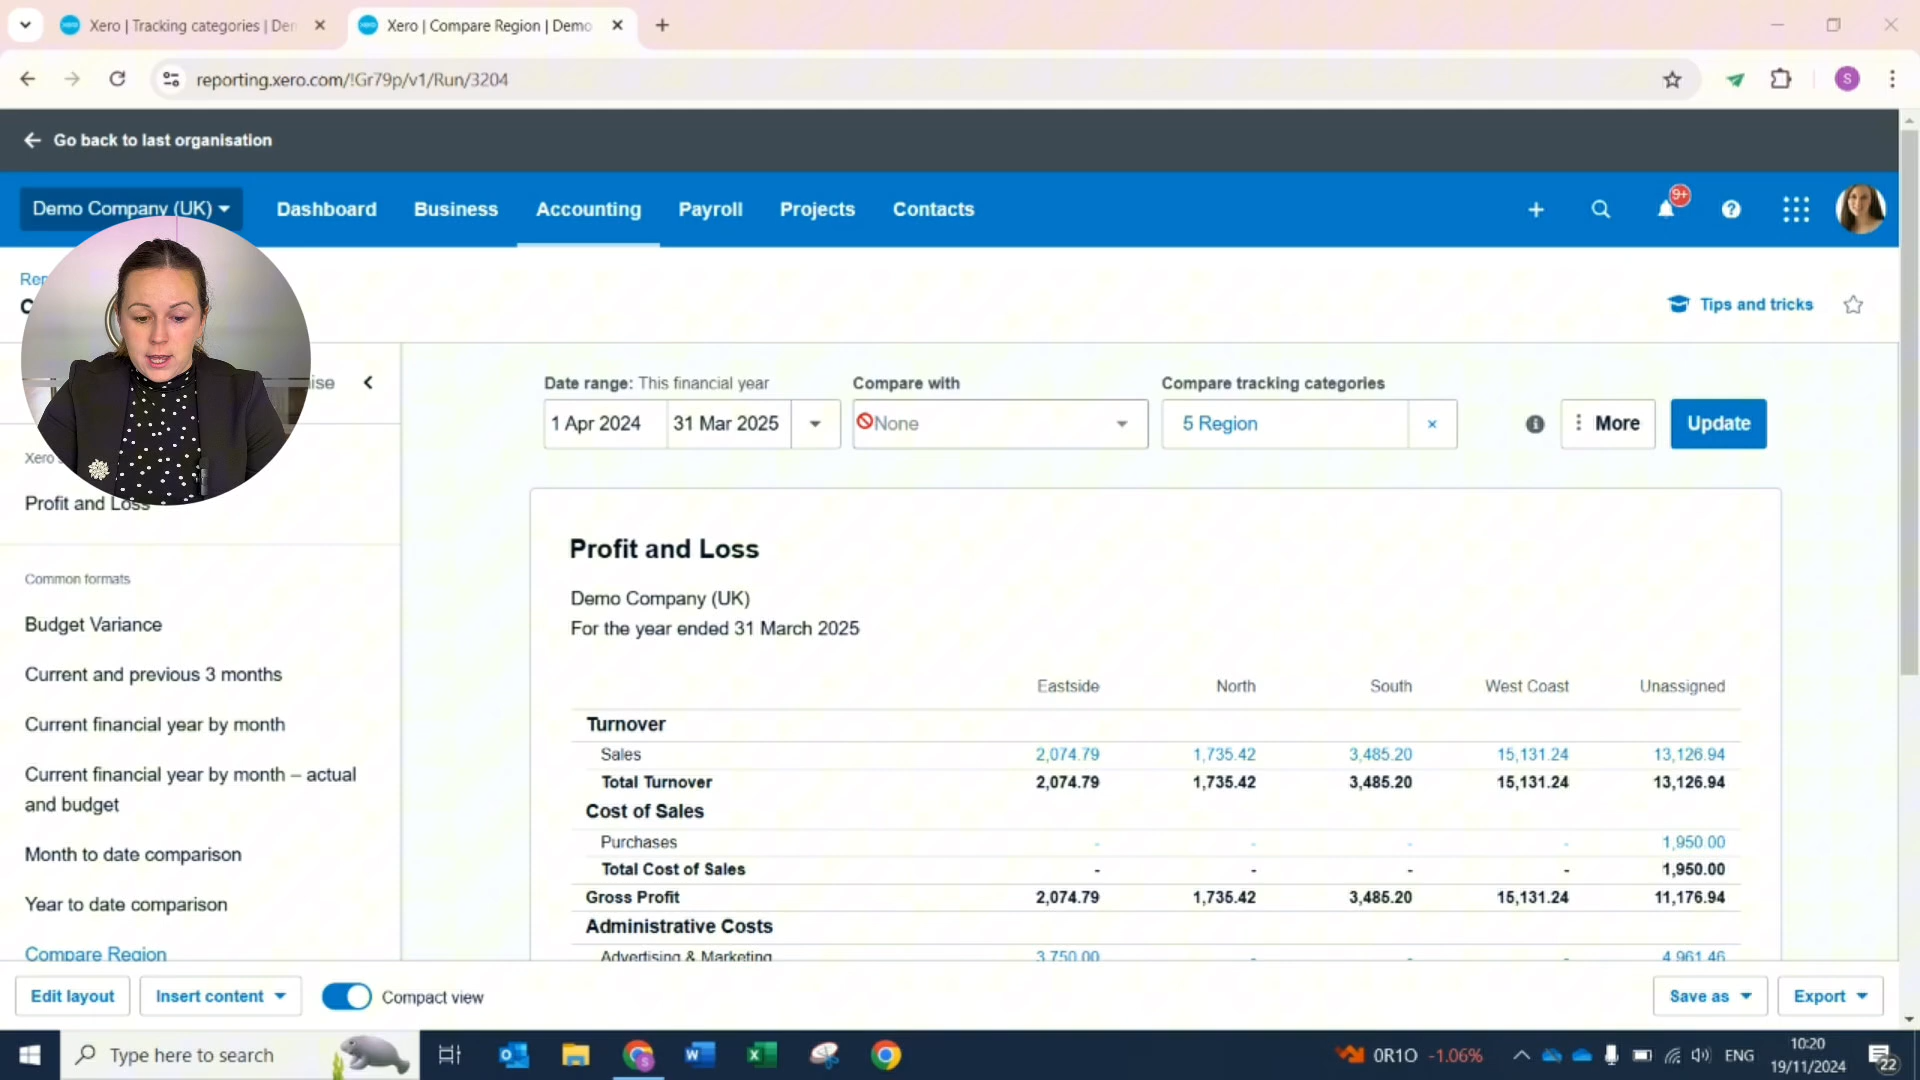 Xero | Tracking categories | Der
Xero | Compare Region | Demo
reporting.xero.com/!Gr79p/v1/Run/3204
S
Go back to last organisation
Demo Company (UK)
Dashboard
Business
Accounting
Payroll
Projects
Contacts
9+
Tips and tricks
Date range: This financial year
Compare with
Compare tracking categories
1 Apr 2024
31 Mar 2025
None
5 Region
More
Update
Xero
Profit and Loss
Common formats
Budget Variance
Current and previous 3 months
Current financial year by month
Current financial year by month – actual
and budget
Month to date comparison
Year to date comparison
Compare Region
Profit and Loss
Demo Company (UK)
For the year ended 31 March 2025
Eastside North South West Coast Unassigned
Turnover
Sales 2,074.79 1,735.42 3,485.20 15,131.24 13,126.94
Total Turnover 2,074.79 1,735.42 3,485.20 15,131.24 13,126.94
Cost of Sales
Purchases - - - - 1,950.00
Total Cost of Sales - - - - 1,950.00
Gross Profit 2,074.79 1,735.42 3,485.20 15,131.24 11,176.94
Administrative Costs
Advertising & Marketing 3,750.00 - - - 4,961.46
Edit layout
Insert content
Compact view
Save as
Export
Type here to search
0R1O -1.06%
ENG
10:20
19/11/2024
22